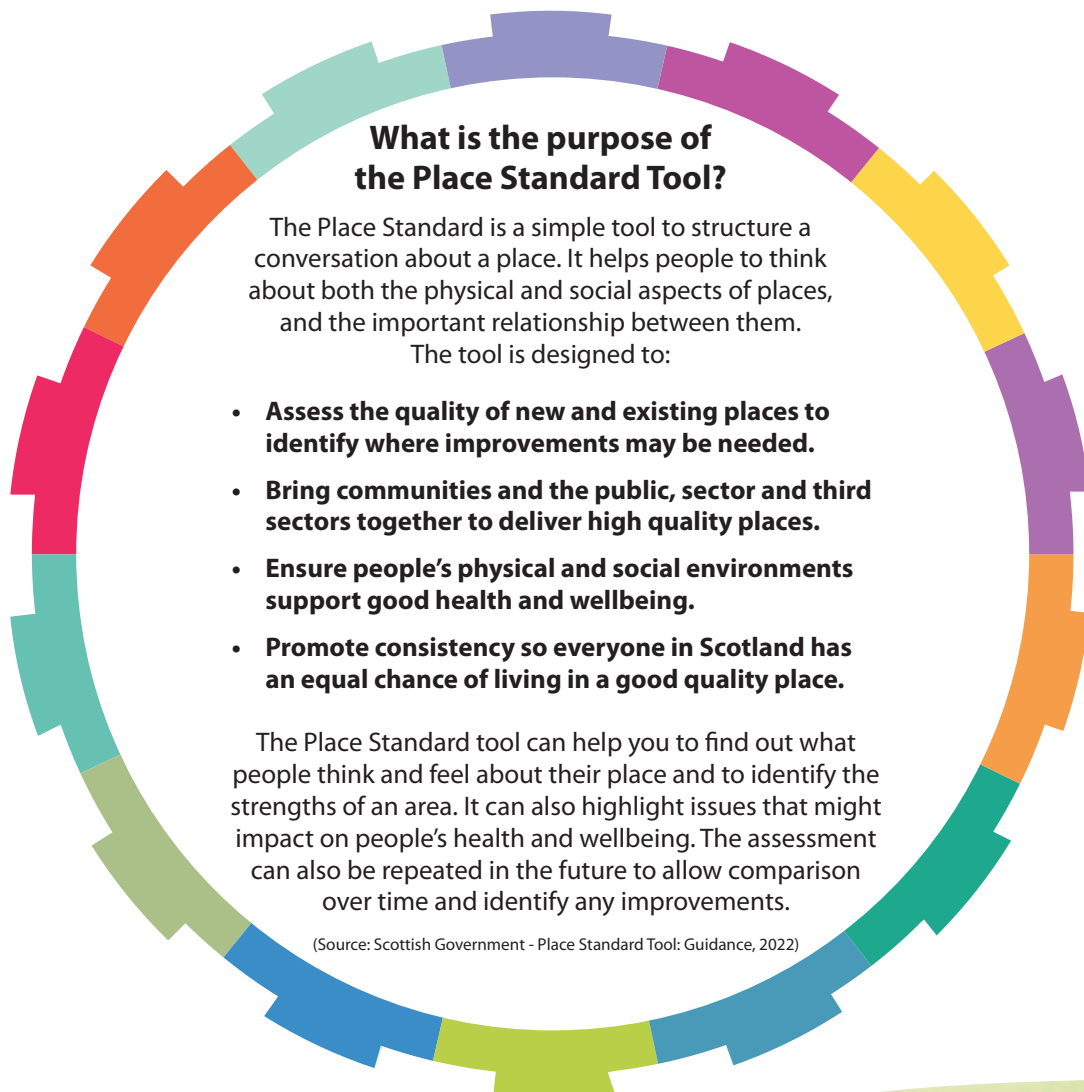 What is the purpose of
the Place Standard Tool?
The Place Standard is a simple tool to structure a
conversation about a place. It helps people to think
about both the physical and social aspects of places,
and the important relationship between them.
The tool is designed to:
• Assess the quality of new and existing places to
identify where improvements may be needed.
• Bring communities and the public, sector and third
sectors together to deliver high quality places.
• Ensure people’s physical and social environments
support good health and wellbeing.
• Promote consistency so everyone in Scotland has
an equal chance of living in a good quality place.
The Place Standard tool can help you to find out what
people think and feel about their place and to identify the
strengths of an area. It can also highlight issues that might
impact on people’s health and wellbeing. The assessment
can also be repeated in the future to allow comparison
over time and identify any improvements.
(Source: Scottish Government - Place Standard Tool: Guidance, 2022)